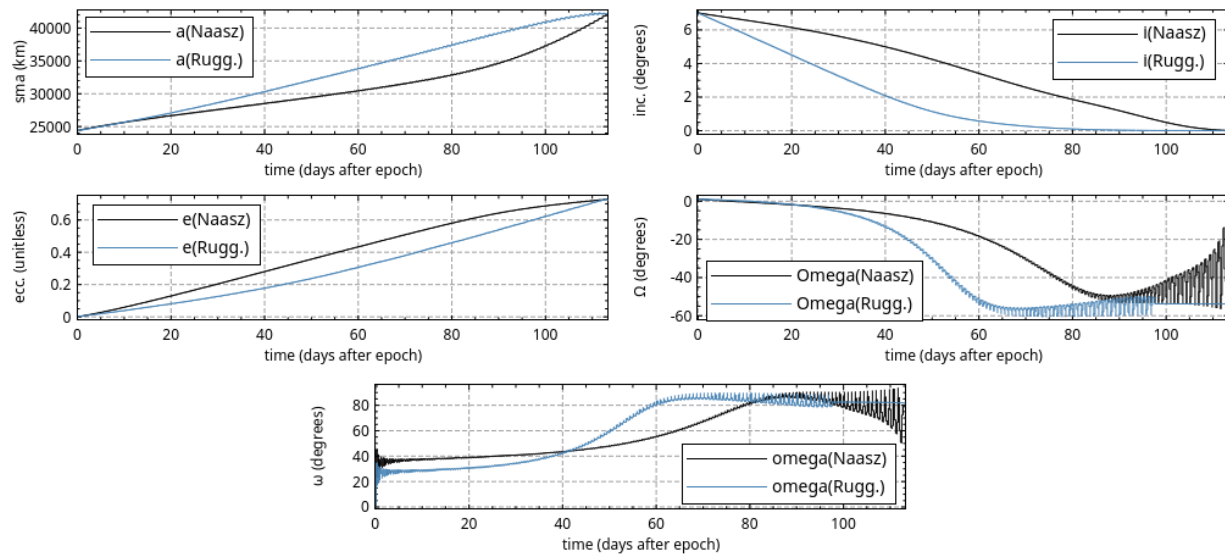 sma (km)
40000
35000
30000
25000
a(Naasz)
a(Rugg.)
0 20 40 60 80 100
time (days after epoch)
inc. (degrees)
6
4
2
0
i(Naasz)
i(Rugg.)
0 20 40 60 80 100
time (days after epoch)
ecc. (unitless)
0.6
0.4
0.2
0
e(Naasz)
e(Rugg.)
0 20 40 60 80 100
time (days after epoch)
Ω (degrees)
0
-20
-40
-60
Omega(Naasz)
Omega(Rugg.)
0 20 40 60 80 100
time (days after epoch)
ω (degrees)
80
60
40
20
0
omega(Naasz)
omega(Rugg.)
0 20 40 60 80 100
time (days after epoch)